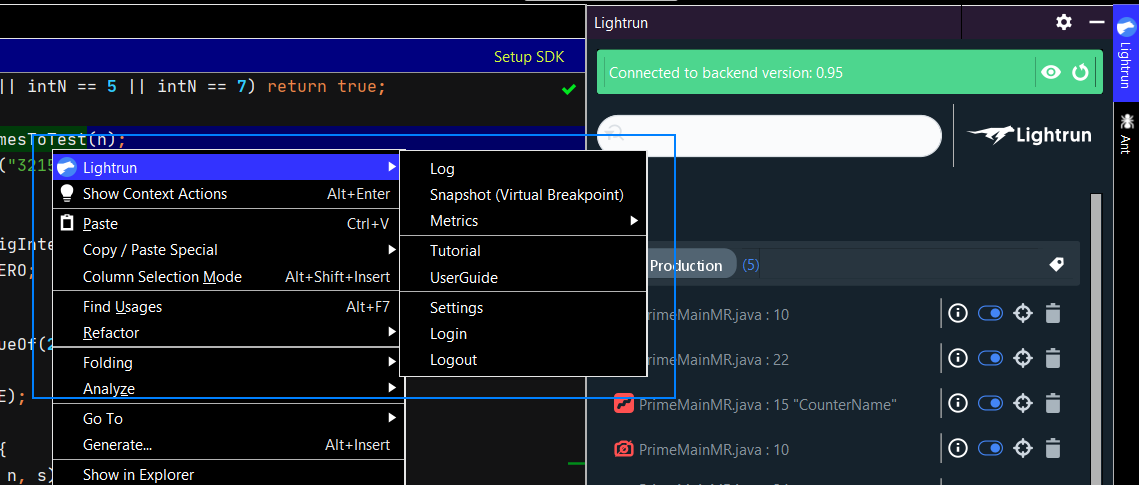 Lightrun
Setup SDK
|| intN == 5 || intN == 7) return true;
Connected to backend version: 0.95
Lightrun
Ant
mesToTest(n);
("3215
Lightrun
Lightrun
Show Context Actions Alt+Enter
Paste Ctrl+V
Copy / Paste Special
Column Selection Mode Alt+Shift+Insert
Find Usages Alt+F7
Refactor
Folding
Analyze
Go To
Generate... Alt+Insert
Show in Explorer
Log
Snapshot (Virtual Breakpoint)
Metrics
Tutorial
UserGuide
Settings
Login
Logout
igInte
ERO;
ueOf(2
E);
{
n, s)
Production (5)
PrimeMainMR.java : 10
PrimeMainMR.java : 22
PrimeMainMR.java : 15 "CounterName"
PrimeMainMR.java : 10